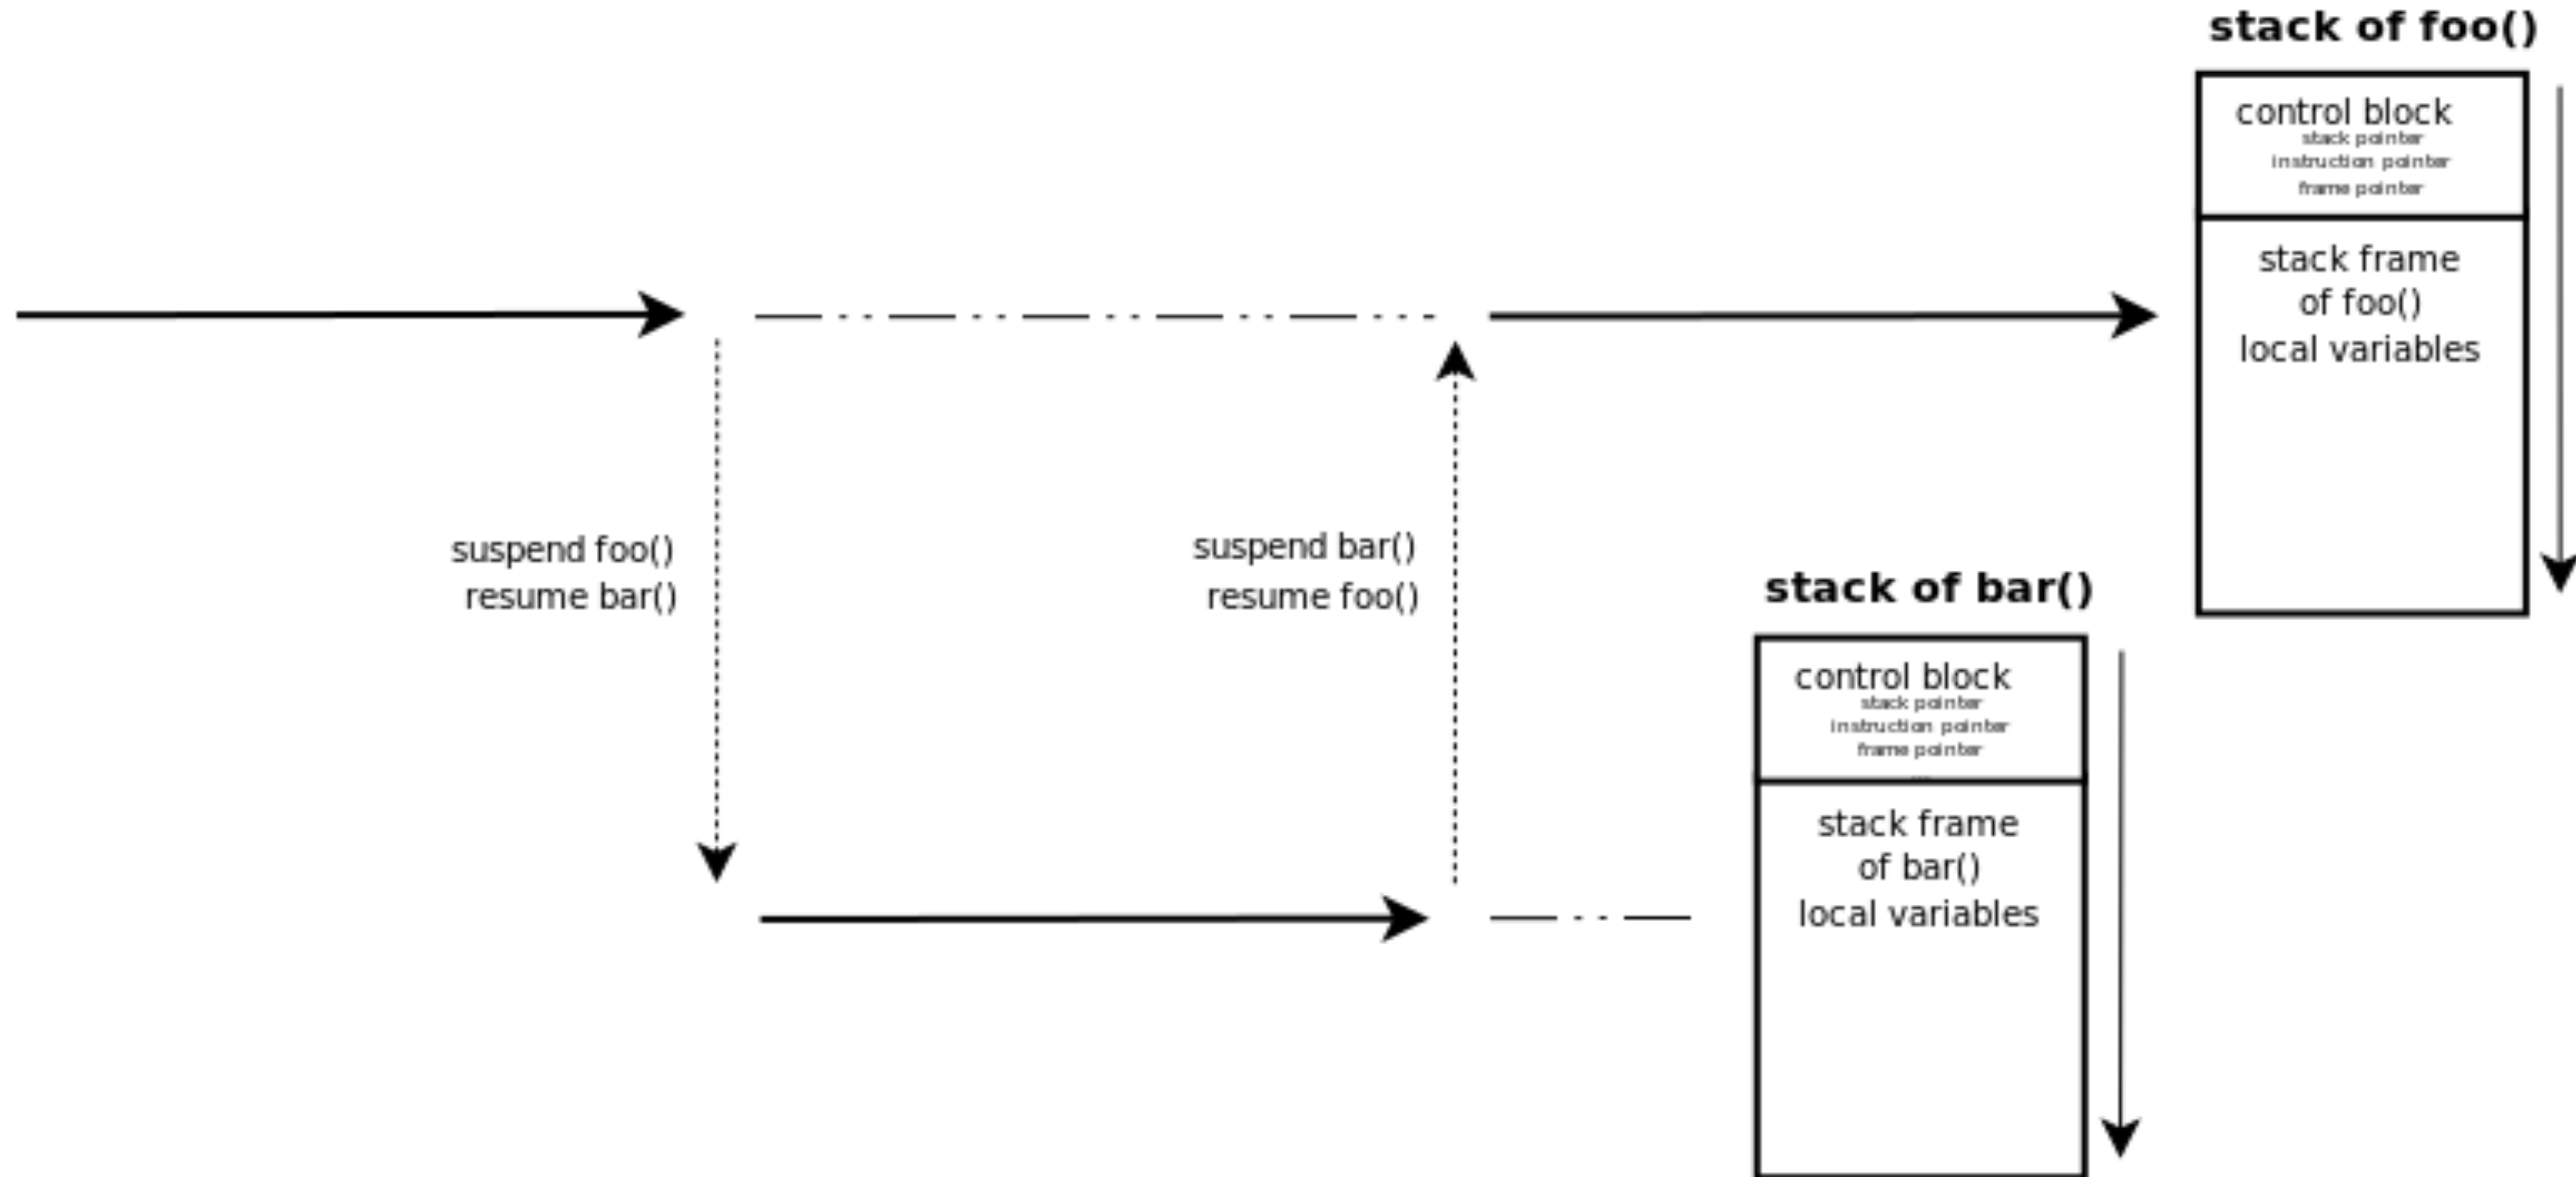 stack of foo()
control block
stack pointer
instruction pointer
frame pointer
stack frame
of foo()
local variables
suspend foo()
resume bar()
suspend bar()
resume foo()
stack of bar()
control block
stack pointer
instruction pointer
frame pointer
...
stack frame
of bar()
local variables